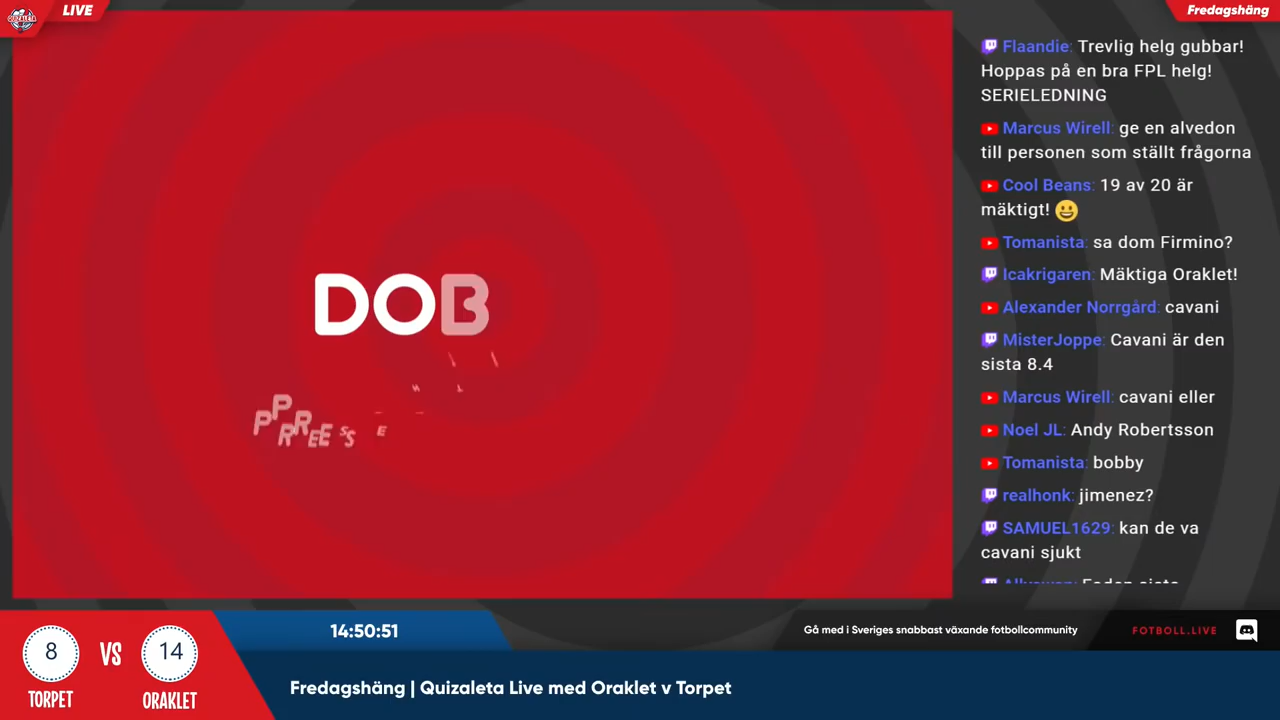 QUIZALETA
LIVE
Fredagshäng
DOB
Flaandie: Trevlig helg gubbar!
Hoppas på en bra FPL helg!
SERIELEDNING
Marcus Wirell: ge en alvedon
till personen som ställt frågorna
Cool Beans: 19 av 20 är
mäktigt! 😀
Tomanista: sa dom Firmino?
Icakrigaren: Mäktiga Oraklet!
Alexander Norrgård: cavani
MisterJoppe: Cavani är den
sista 8.4
Marcus Wirell: cavani eller
Noel JL: Andy Robertsson
Tomanista: bobby
realhonk: jimenez?
SAMUEL1629: kan de va
cavani sjukt
8 VS 14
TORPET ORAKLET
14:50:51
Gå med i Sveriges snabbast växande fotbollcommunity
FOTBOLL.LIVE
Fredagshäng | Quizaleta Live med Oraklet v Torpet